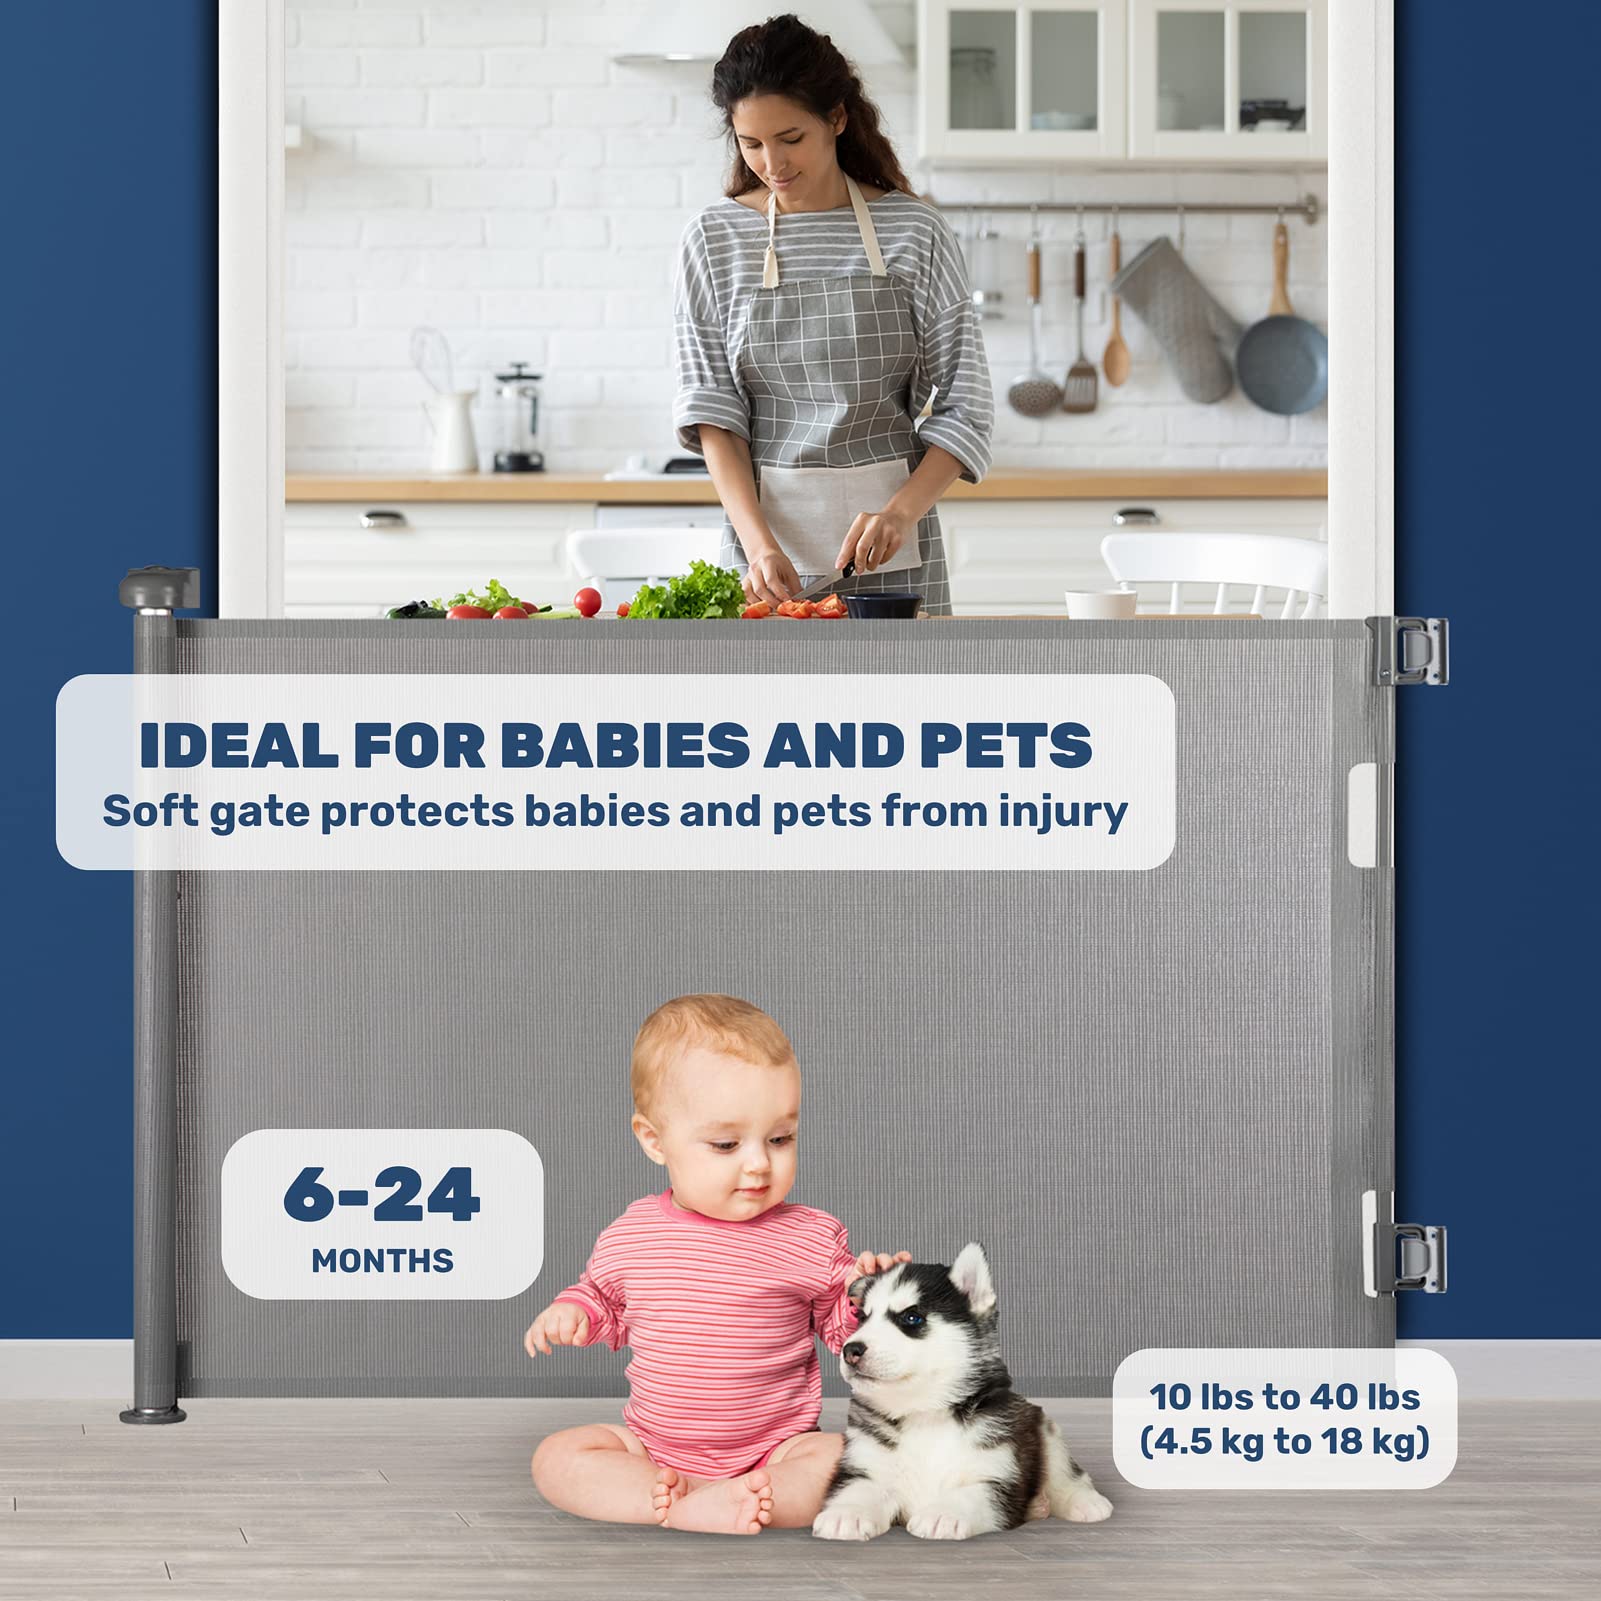 IDEAL FOR BABIES AND PETS
Soft gate protects babies and pets from injury
6-24
MONTHS
10 lbs to 40 lbs
(4.5 kg to 18 kg)